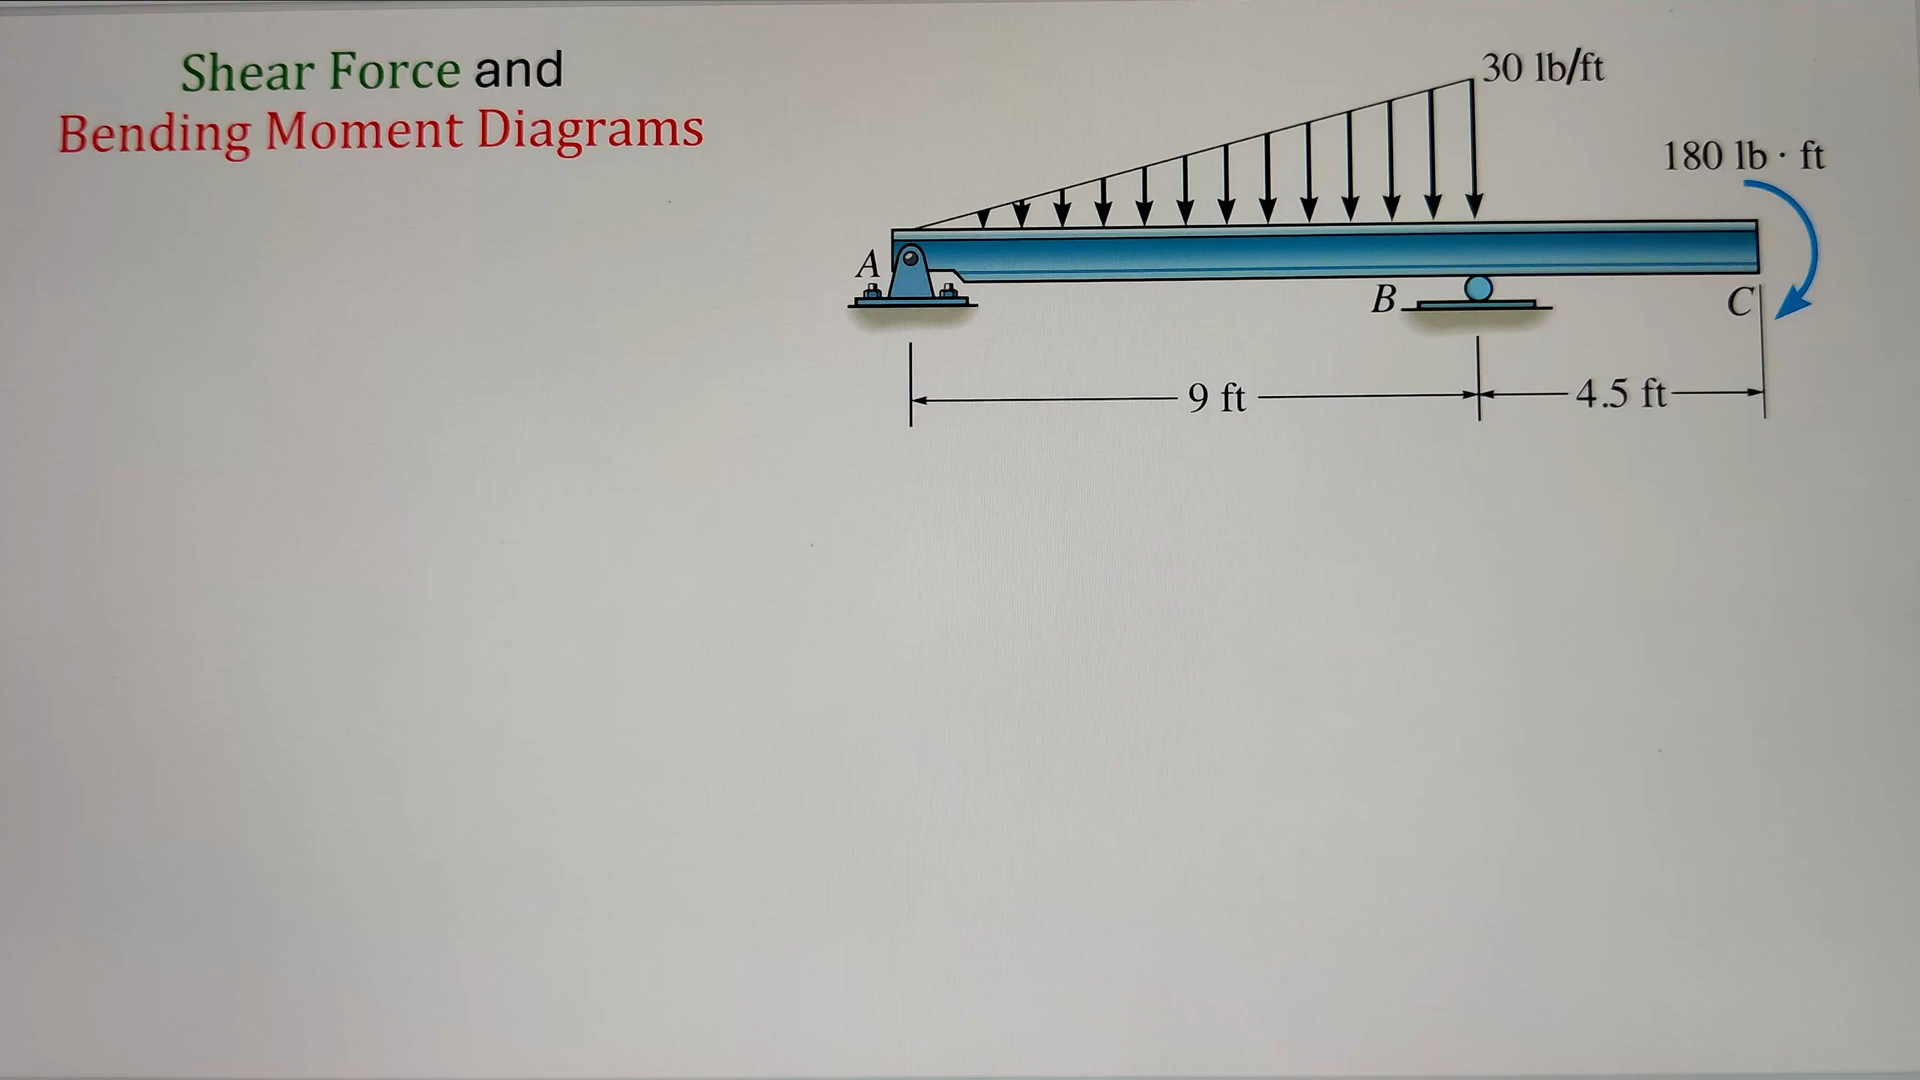 Shear Force and
Bending Moment Diagrams
30 lb/ft
180 lb · ft
A
B
C
9 ft
4.5 ft